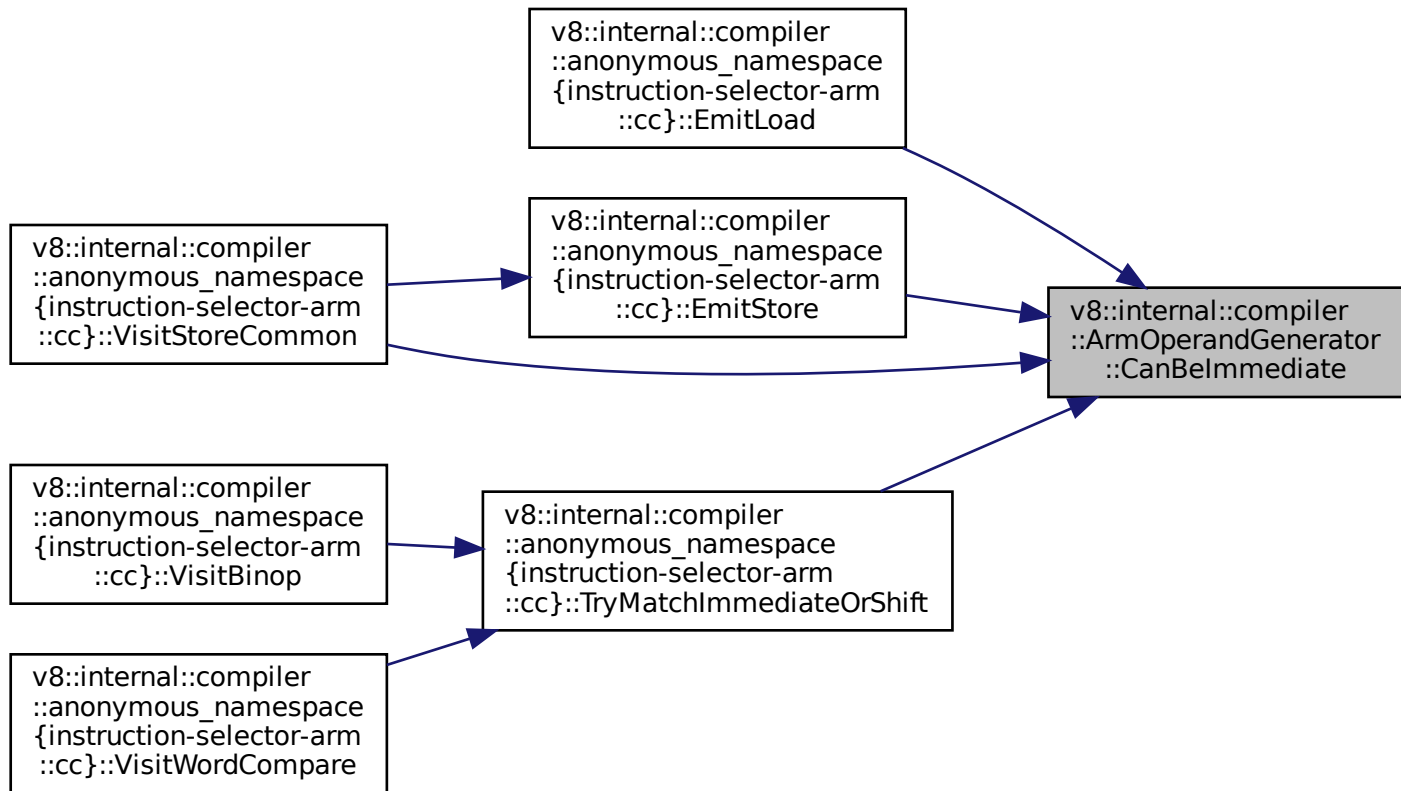 v8::internal::compiler
::anonymous_namespace
{instruction-selector-arm
::cc}::EmitLoad
v8::internal::compiler
::anonymous_namespace
{instruction-selector-arm
::cc}::EmitStore
v8::internal::compiler
::anonymous_namespace
{instruction-selector-arm
::cc}::VisitStoreCommon
v8::internal::compiler
::ArmOperandGenerator
::CanBeImmediate
v8::internal::compiler
::anonymous_namespace
{instruction-selector-arm
::cc}::VisitBinop
v8::internal::compiler
::anonymous_namespace
{instruction-selector-arm
::cc}::TryMatchImmediateOrShift
v8::internal::compiler
::anonymous_namespace
{instruction-selector-arm
::cc}::VisitWordCompare